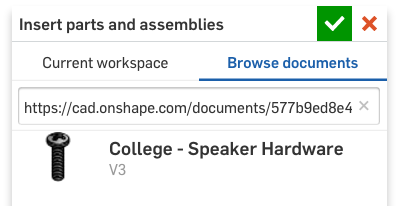 Insert parts and assemblies
Current workspace
Browse documents
https://cad.onshape.com/documents/577b9ed8e4
College - Speaker Hardware
V3